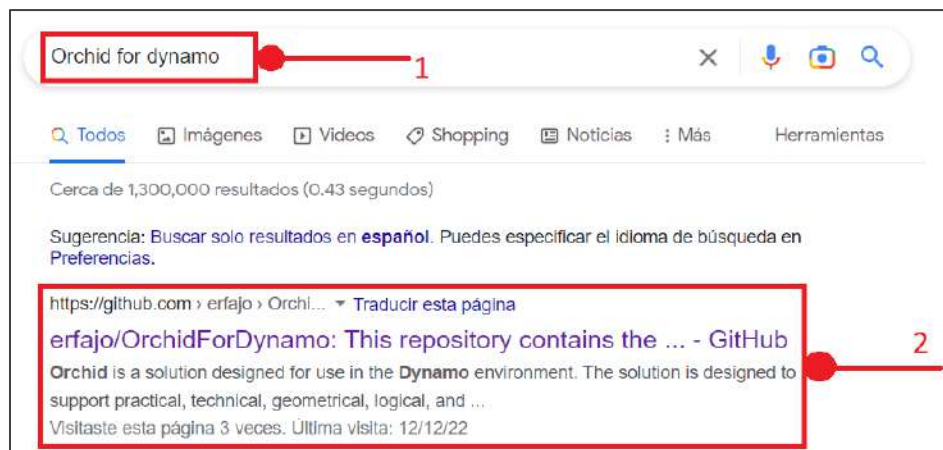 Orchid for dynamo
1
Todos Imágenes Videos Shopping Noticias Más Herramientas
Cerca de 1,300,000 resultados (0.43 segundos)
Sugerencia: Buscar solo resultados en español. Puedes especificar el idioma de búsqueda en
Preferencias.
https://github.com › erfajo › Orchi... Traducir esta página
erfajo/OrchidForDynamo: This repository contains the ... - GitHub
2
Orchid is a solution designed for use in the Dynamo environment. The solution is designed to
support practical, technical, geometrical, logical, and ...
Visitaste esta página 3 veces. Última visita: 12/12/22